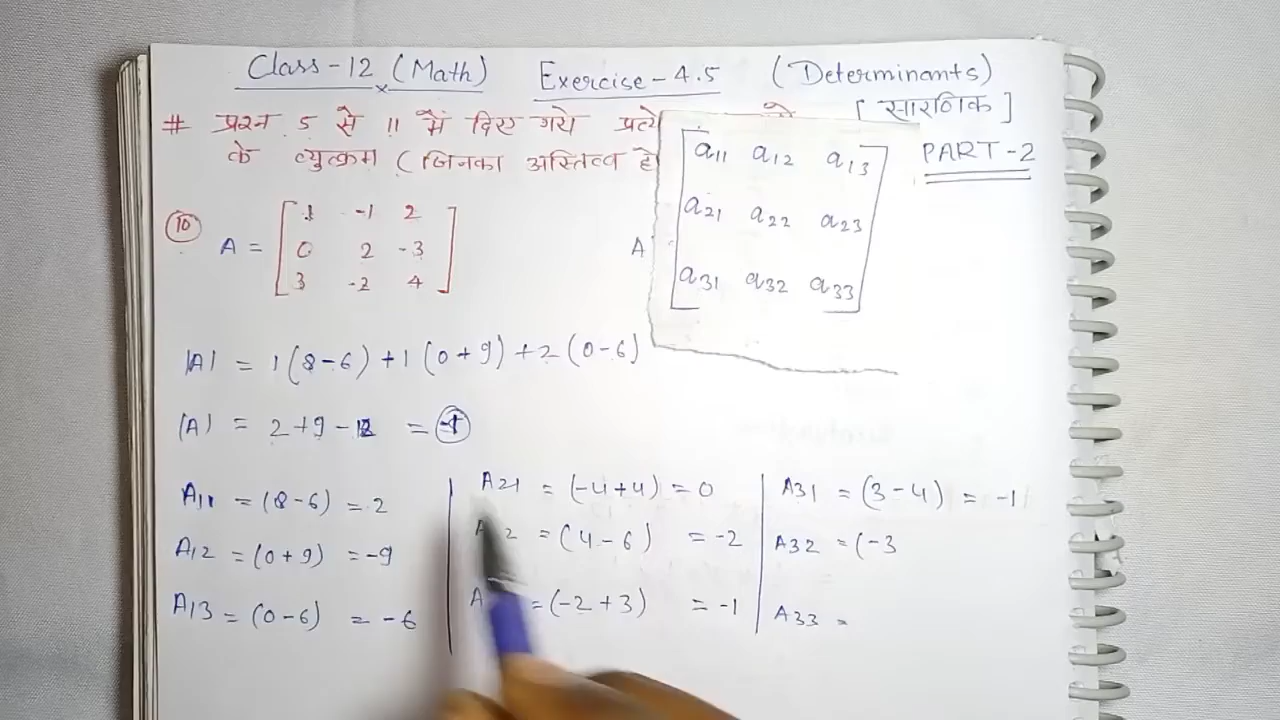 Class-12 (Math) Exercise-4.5 (Determinants)
[सारणिक]
# प्रश्न 5 से 11 में दिए गये
के व्युत्क्रम (जिनका अस्तित्व हो
PART-2
a11 a12 a13
a21 a22 a23
a31 a32 a33
10
A = [ 1 -1 2
0 2 -3
3 -2 4 ]
A
|A| = 1(8-6)+1(0+9)+2(0-6)
|A| = 2+9-12 = -1
A11 = (8-6) = 2
A12 = (0+9) = -9
A13 = (0-6) = -6
A21 = (-4+4) = 0
= (4-6) = -2
= (-2+3) = -1
A31 = (3-4) = -1
A32 = (-3
A33 =